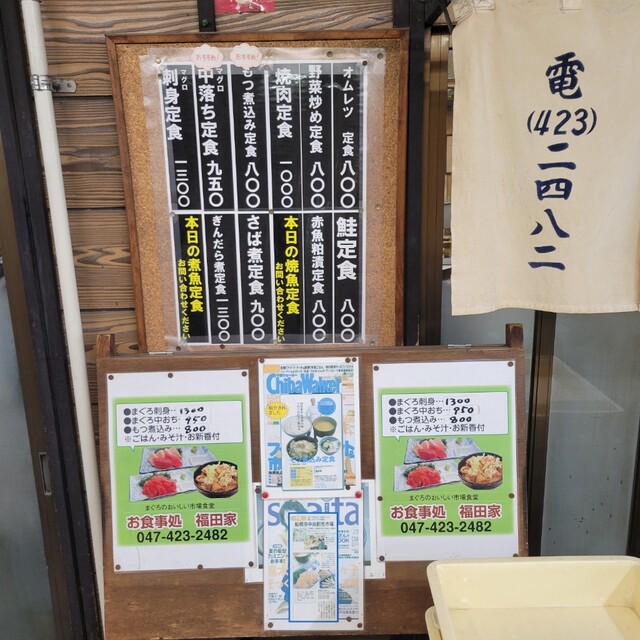 おすすめ!
おすすめ!
オムレツ 定食 八〇〇
野菜炒め定食 八〇〇
焼肉定食 一〇〇〇
もつ煮込み定食 八〇〇
マグロ
中落ち定食 九五〇
マグロ
刺身定食 一三〇〇
鮭定食 八〇〇
赤魚粕漬定食 八〇〇
本日の焼魚定食
お問い合わせください
さば煮定食 九〇〇
ぎんだら煮定食 一三〇〇
本日の煮魚定食
お問い合わせください
電
(423)
二四八二
●まぐろ刺身…1300
●まぐろ中おち…950
●もつ煮込み…800
※ごはん・みそ汁・お新香付
まぐろのおいしい市場食堂
お食事処 福田家
047-423-2482
ChibaWalker
●まぐろ刺身…1300
●まぐろ中おち…950
●もつ煮込み…800
※ごはん・みそ汁・お新香付
まぐろのおいしい市場食堂
お食事処 福田家
047-423-2482